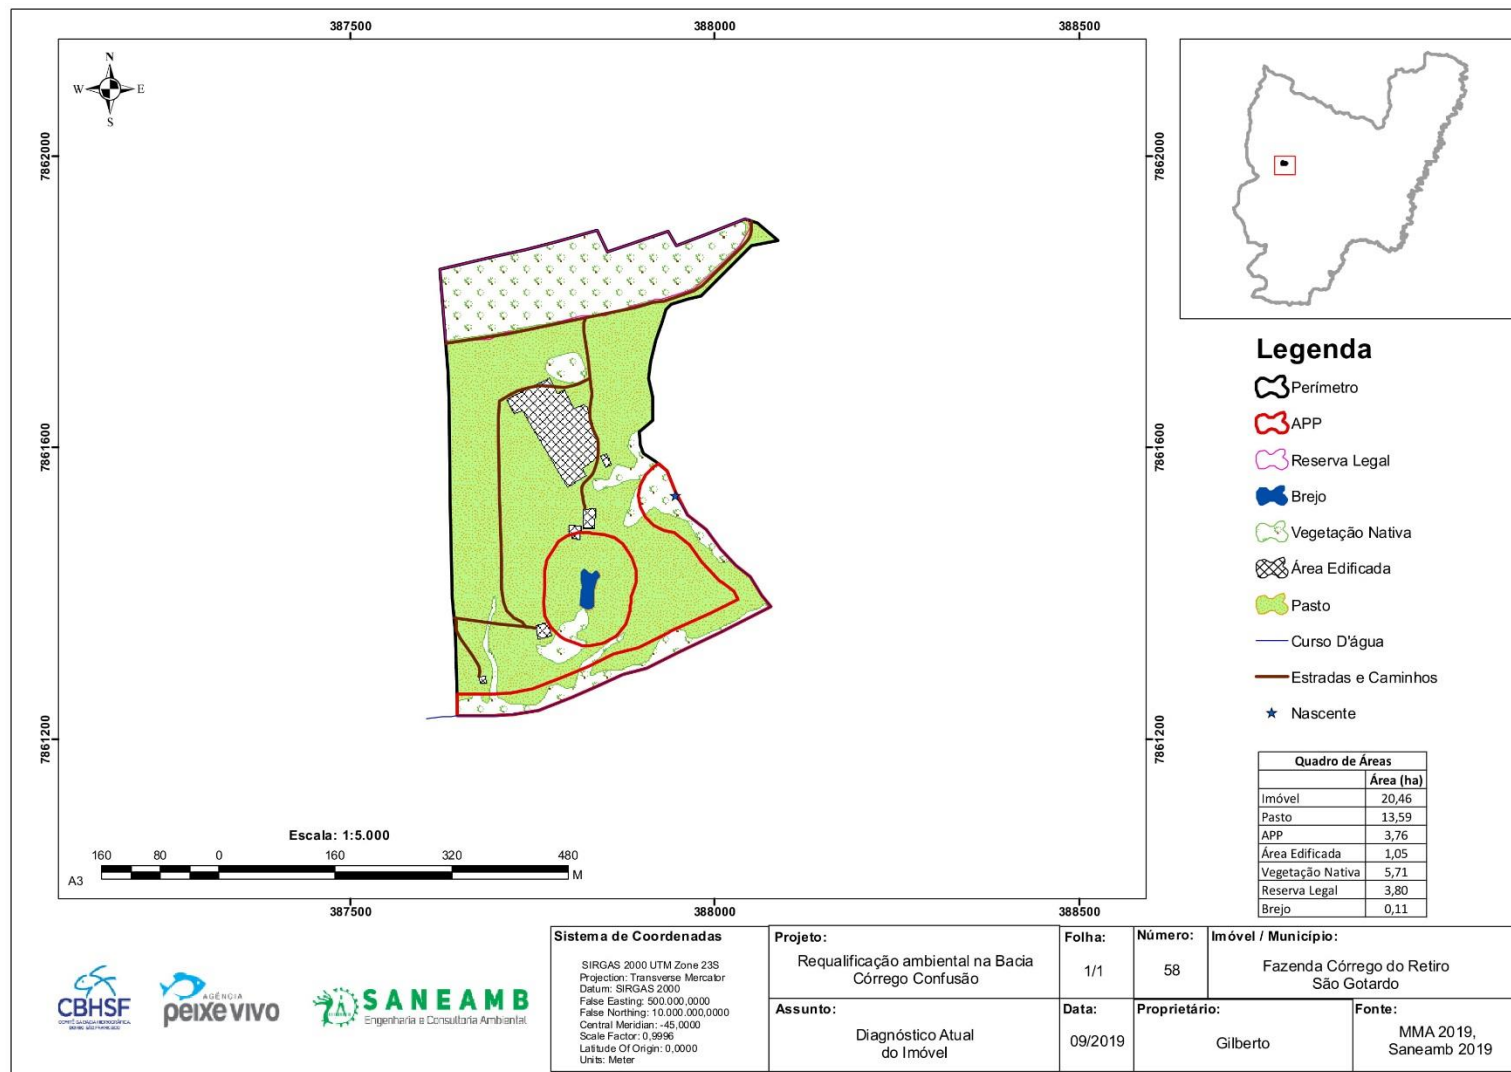 387500
388000
388500
N
W
E
S
7862000
7862000
7861600
7861600
7861200
7861200
Legenda
Perímetro
APP
Reserva Legal
Brejo
Vegetação Nativa
Área Edificada
Pasto
Curso D'água
Estradas e Caminhos
Nascente
Quadro de Áreas
Área (ha)
Imóvel 20,46
Pasto 13,59
APP 3,76
Área Edificada 1,05
Vegetação Nativa 5,71
Reserva Legal 3,80
Brejo 0,11
Escala: 1:5.000
160 80 0 160 320 480
A3
M
387500
388000
388500
CBHSF
AGÊNCIA
peixe vivo
SANEAMB
Engenharia e Consultoria Ambiental
Sistema de Coordenadas
SIRGAS 2000 UTM Zone 23S
Projection: Transverse Mercator
Datum: SIRGAS 2000
False Easting: 500.000,0000
False Northing: 10.000.000,0000
Central Meridian: -45,0000
Scale Factor: 0,9996
Latitude Of Origin: 0,0000
Units: Meter
Projeto:
Requalificação ambiental na Bacia
Córrego Confusão
Folha:
1/1
Número:
58
Imóvel / Município:
Fazenda Córrego do Retiro
São Gotardo
Assunto:
Diagnóstico Atual
do Imóvel
Data:
09/2019
Proprietário:
Gilberto
Fonte:
MMA 2019,
Saneamb 2019